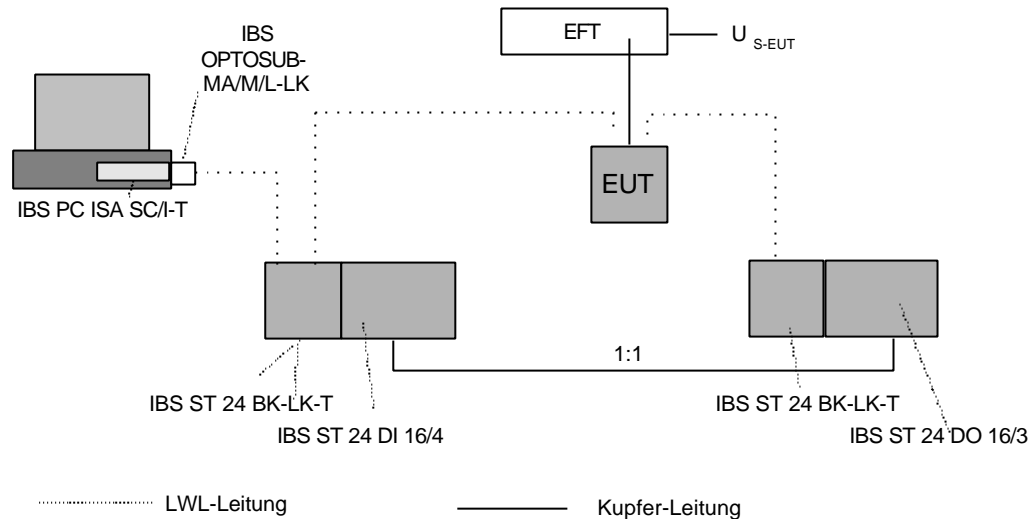 IBS
OPTOSUB-
MA/M/L-LK
EFT
U S-EUT
IBS PC ISA SC/I-T
EUT
1:1
IBS ST 24 BK-LK-T
IBS ST 24 DI 16/4
IBS ST 24 BK-LK-T
IBS ST 24 DO 16/3
LWL-Leitung
Kupfer-Leitung